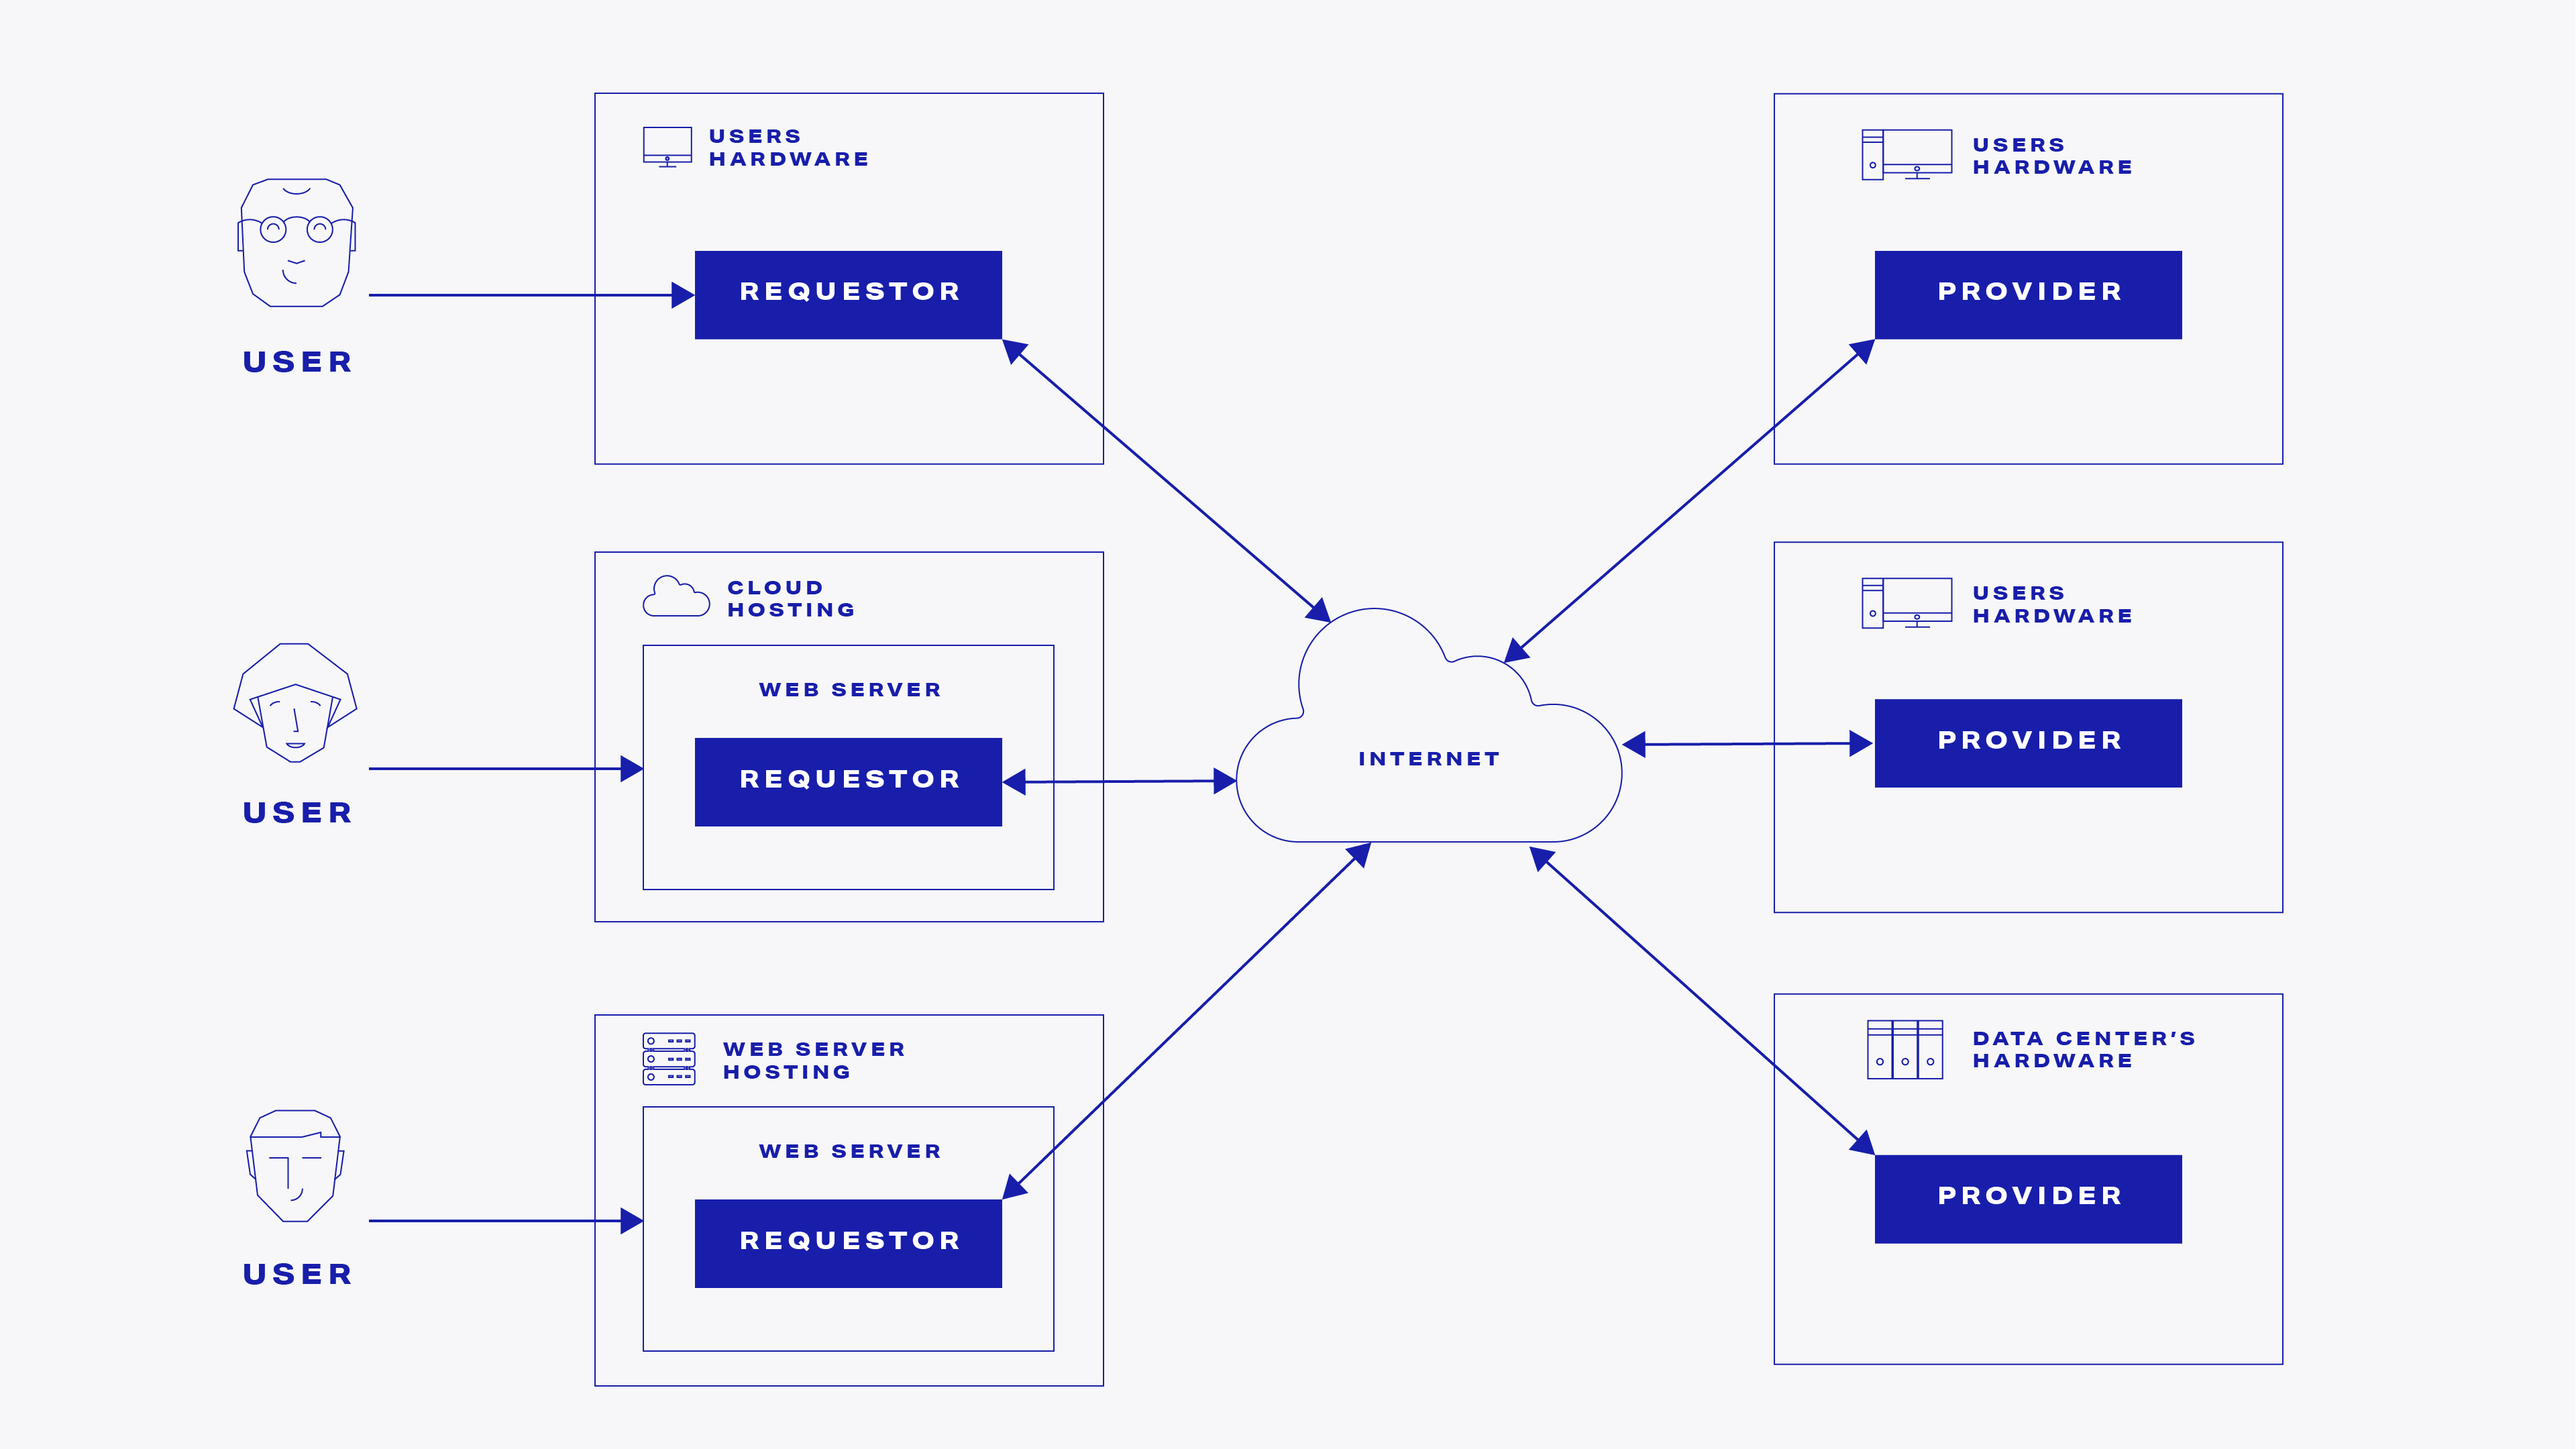 USERS
HARDWARE
REQUESTOR
USER
CLOUD
HOSTING
WEB SERVER
REQUESTOR
USER
WEB SERVER
HOSTING
WEB SERVER
REQUESTOR
USER
INTERNET
USERS
HARDWARE
PROVIDER
USERS
HARDWARE
PROVIDER
DATA CENTER'S
HARDWARE
PROVIDER